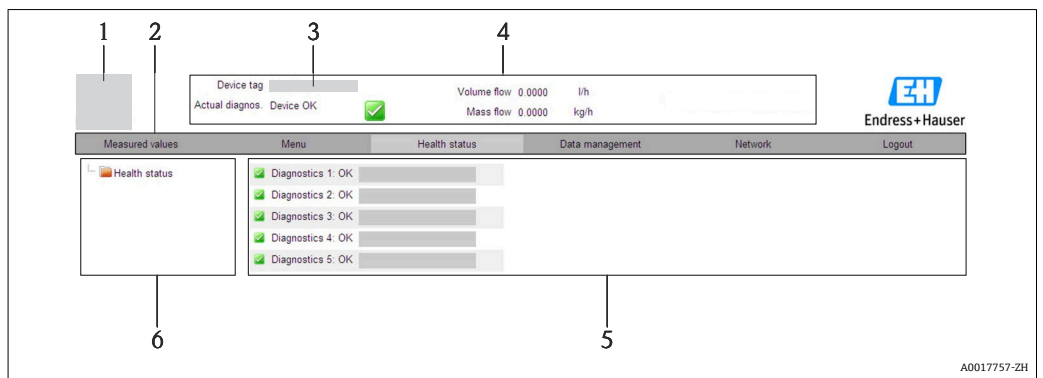 1 2 3 4
Device tag
Actual diagnos. Device OK
Volume flow 0.0000 l/h
Mass flow 0.0000 kg/h
EH
Endress+Hauser
Measured values Menu Health status Data management Network Logout
Health status
Diagnostics 1: OK
Diagnostics 2: OK
Diagnostics 3: OK
Diagnostics 4: OK
Diagnostics 5: OK
6 5
A0017757-ZH